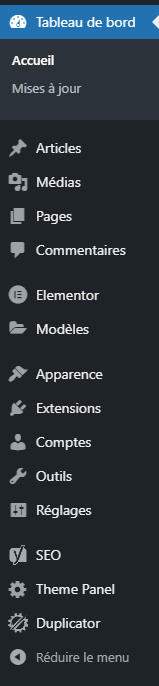 Tableau de bord
Accueil
Mises à jour
Articles
Médias
Pages
Commentaires
Elementor
Modèles
Apparence
Extensions
Comptes
Outils
Réglages
SEO
Theme Panel
Duplicator
Réduire le menu